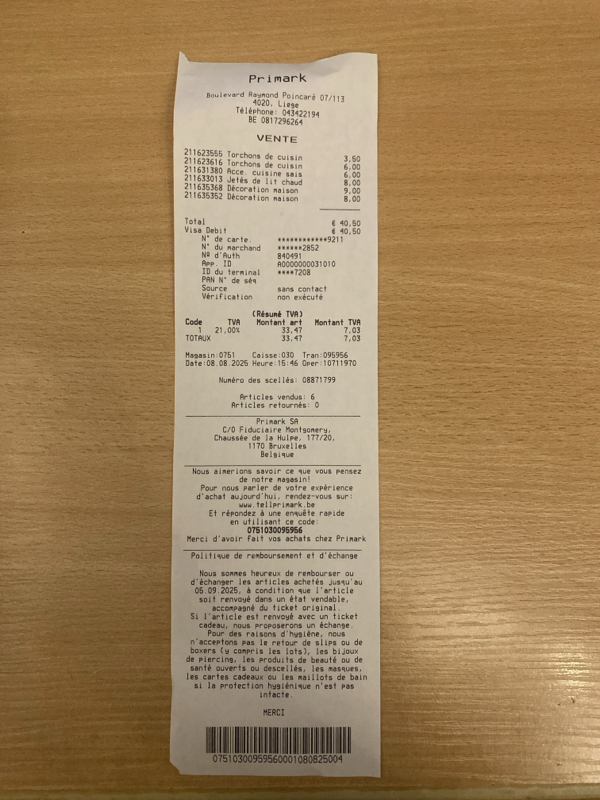 Primark
Boulevard Raymond Poincaré 07/113
4020, Liege
Téléphone: 043422194
BE 0817296264
VENTE
211623555 Torchons de cuisin 3,50
211623616 Torchons de cuisin 6,00
211631380 Acce. cuisine sais 6,00
211633013 Jetés de lit chaud 8,00
211635368 Décoration maison 9,00
211635352 Décoration maison 8,00
Total € 40,50
Visa Debit € 40,50
N° de carte. ************9211
N° du marchand ******2852
Nº d'Auth 840491
App. ID A0000000031010
ID du terminal ****7208
PAN N° de séq
Source sans contact
Vérification non exécuté
(Résumé TVA)
Code TVA Montant art Montant TVA
1 21,00% 33,47 7,03
TOTAUX 33,47 7,03
Magasin:0751 Caisse:030 Tran:095956
Date:08.08.2025 Heure:15:46 Oper:10711970
Numéro des scellés: 08871799
Articles vendus: 6
Articles retournés: 0
Primark SA
C/O Fiduciaire Montgomery,
Chaussée de la Hulpe, 177/20,
1170 Bruxelles
Belgique
Nous aimerions savoir ce que vous pensez
de notre magasin!
Pour nous parler de votre expérience
d'achat aujourd'hui, rendez-vous sur:
www.tellprimark.be
Et répondez à une enquête rapide
en utilisant ce code:
0751030095956
Merci d'avoir fait vos achats chez Primark
Politique de remboursement et d'échange
Nous sommes heureux de rembourser ou
d'échanger les articles achetés jusqu'au
05.09.2025, à condition que l'article
soit renvoyé dans un état vendable,
accompagné du ticket original.
Si l'article est renvoyé avec un ticket
cadeau, nous proposerons un échange.
Pour des raisons d'hygiène, nous
n'acceptons pas le retour de slips ou de
boxers (y compris les lots), les bijoux
de piercing, les produits de beauté ou de
santé ouverts ou descellés, les masques,
les cartes cadeaux ou les maillots de bain
si la protection hygiénique n'est pas
intacte.
MERCI
07510300959560001080825004